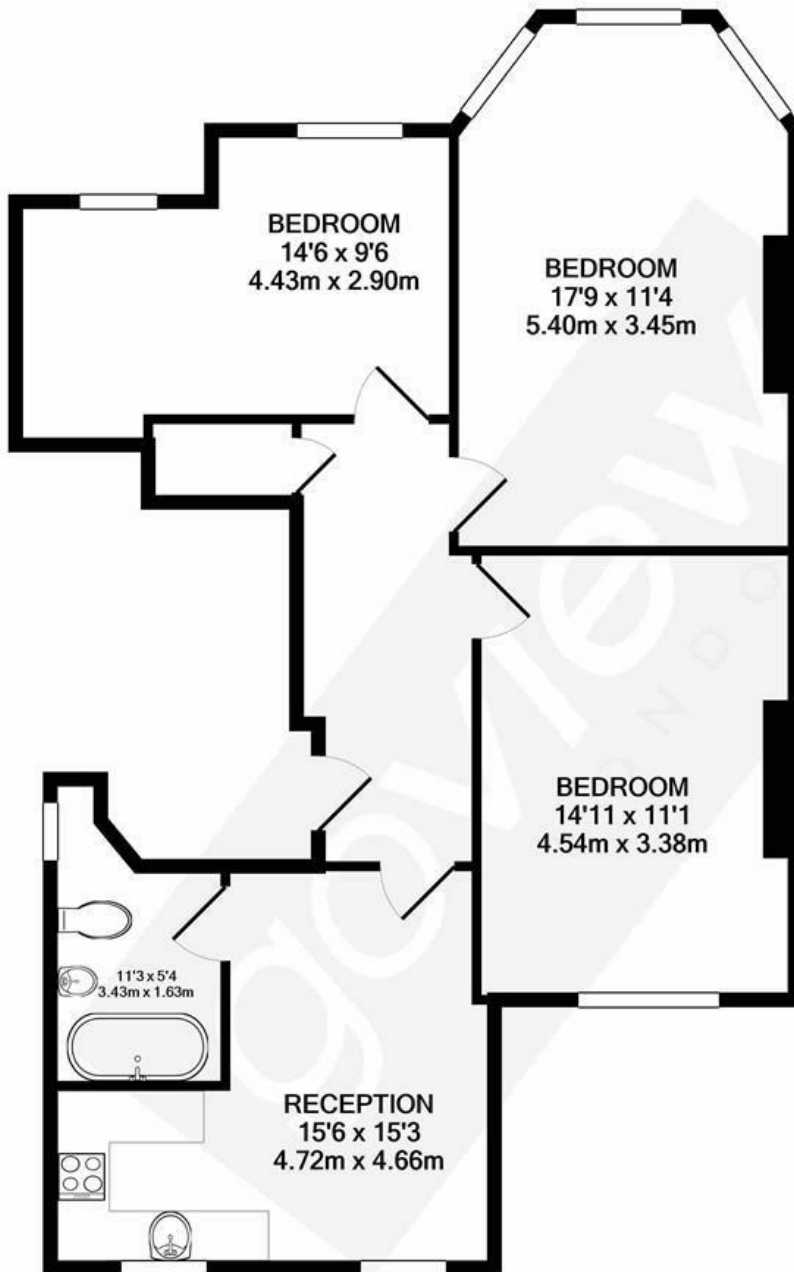 BEDROOM
14'6 x 9'6
4.43m x 2.90m
BEDROOM
17'9 x 11'4
5.40m x 3.45m
BEDROOM
14'11 x 11'1
4.54m x 3.38m
11'3 x 5'4
3.43m x 1.63m
RECEPTION
15'6 x 15'3
4.72m x 4.66m
goview